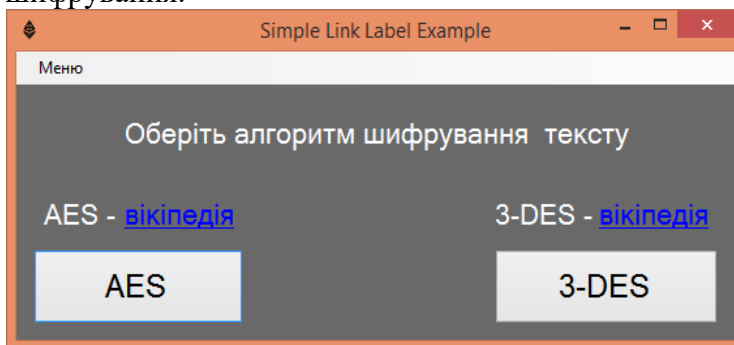 шифрування.
Simple Link Label Example
Меню
Оберіть алгоритм шифрування тексту
AES - вікіпедія
3-DES - вікіпедія
AES
3-DES